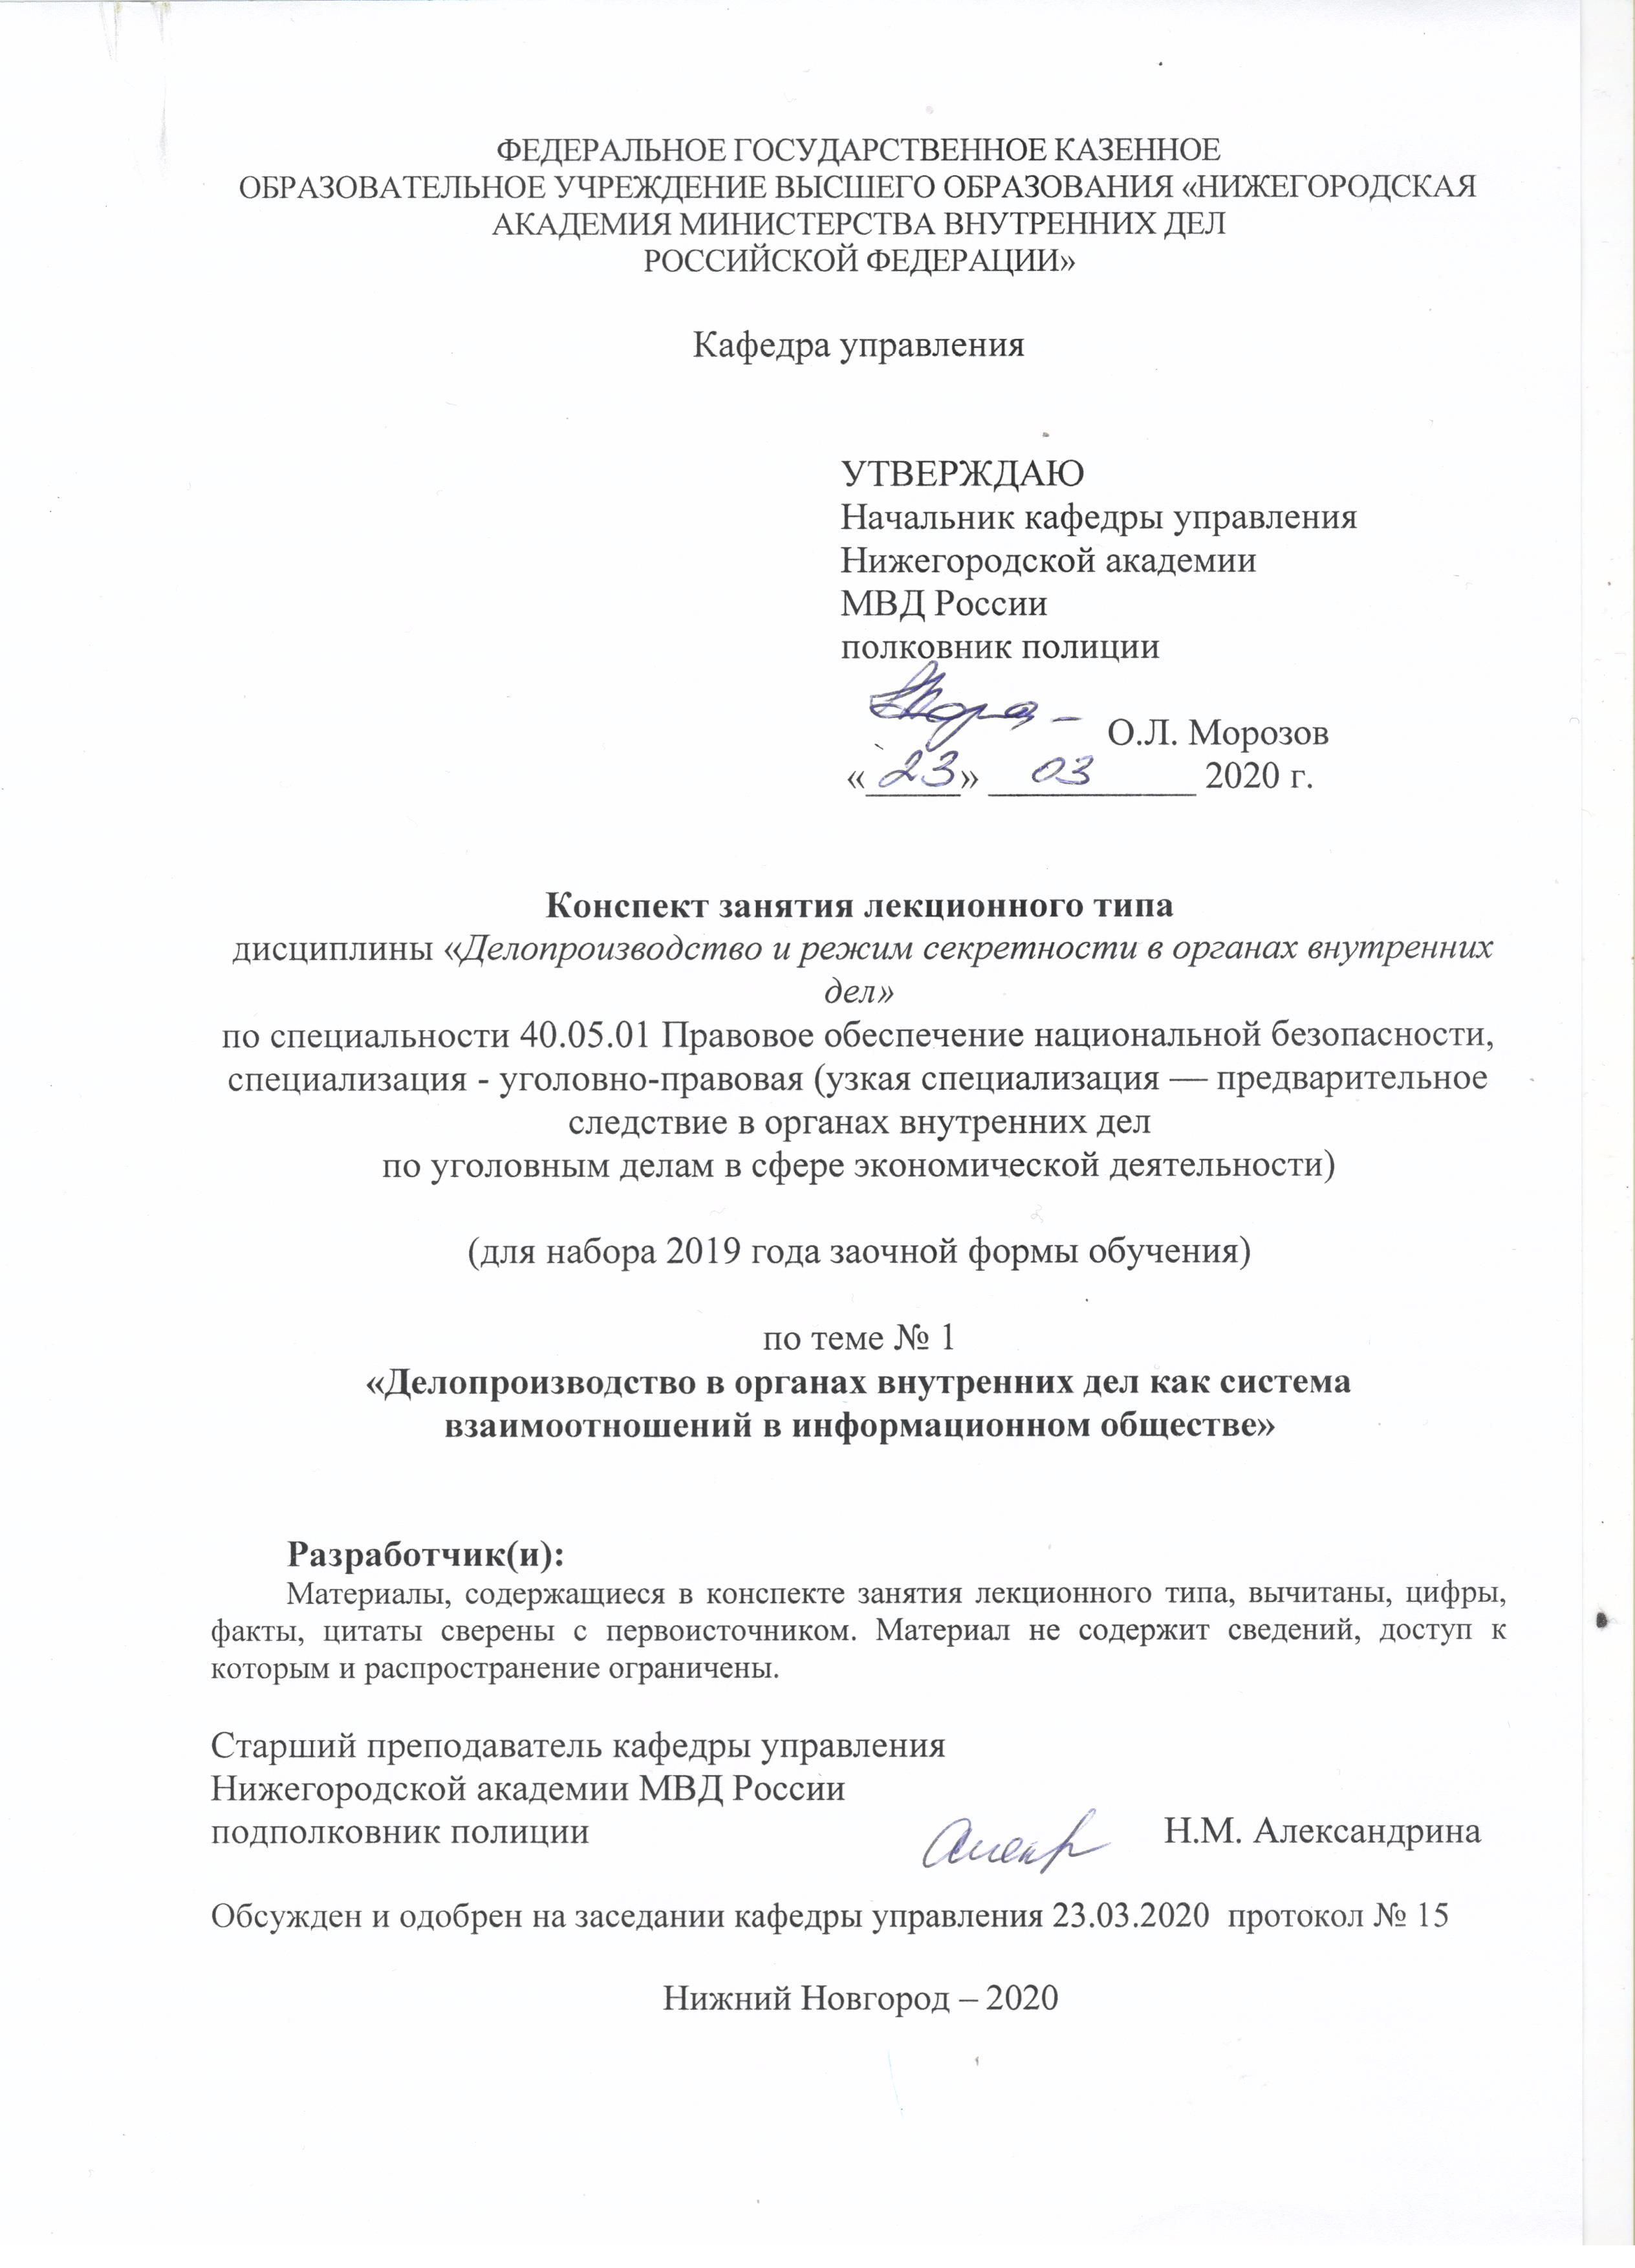 ФЕДЕРАЛЬНОЕ ГОСУДАРСТВЕННОЕ КАЗЕННОЕ
ОБРАЗОВАТЕЛЬНОЕ УЧРЕЖДЕНИЕ ВЫСШЕГО ОБРАЗОВАНИЯ «НИЖЕГОРОДСКАЯ
АКАДЕМИЯ МИНИСТЕРСТВА ВНУТРЕННИХ ДЕЛ
РОССИЙСКОЙ ФЕДЕРАЦИИ»
Кафедра управления
УТВЕРЖДАЮ
Начальник кафедры управления
Нижегородской академии
МВД России
полковник полиции
О.Л. Морозов
«23» 03 2020 г.
Конспект занятия лекционного типа
дисциплины «Делопроизводство и режим секретности в органах внутренних
дел»
по специальности 40.05.01 Правовое обеспечение национальной безопасности,
специализация - уголовно-правовая (узкая специализация — предварительное
следствие в органах внутренних дел
по уголовным делам в сфере экономической деятельности)
(для набора 2019 года заочной формы обучения)
по теме № 1
«Делопроизводство в органах внутренних дел как система
взаимоотношений в информационном обществе»
Разработчик(и):
Материалы, содержащиеся в конспекте занятия лекционного типа, вычитаны, цифры,
факты, цитаты сверены с первоисточником. Материал не содержит сведений, доступ к
которым и распространение ограничены.
Старший преподаватель кафедры управления
Нижегородской академии МВД России
подполковник полиции Н.М. Александрина
Обсужден и одобрен на заседании кафедры управления 23.03.2020 протокол № 15
Нижний Новгород – 2020